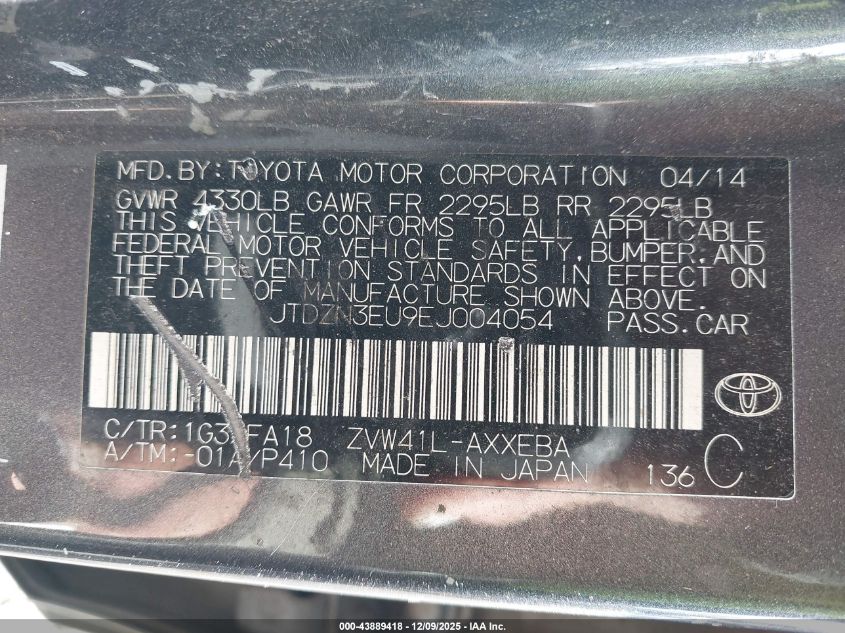 MFD. BY: TOYOTA MOTOR CORPORATION 04/14
GVWR 4330LB GAWR FR 2295LB RR 2295LB
THIS VEHICLE CONFORMS TO ALL APPLICABLE
FEDERAL MOTOR VEHICLE SAFETY, BUMPER, AND
THEFT PREVENTION STANDARDS IN EFFECT ON
THE DATE OF MANUFACTURE SHOWN ABOVE.
JTDZN3EU9EJ004054 PASS.CAR
C/TR: FA18 ZVW41L-AXXEBA
A/TM:-01A/P410 MADE IN JAPAN 136 C
000-43889418 - 12/09/2025 - IAA Inc.